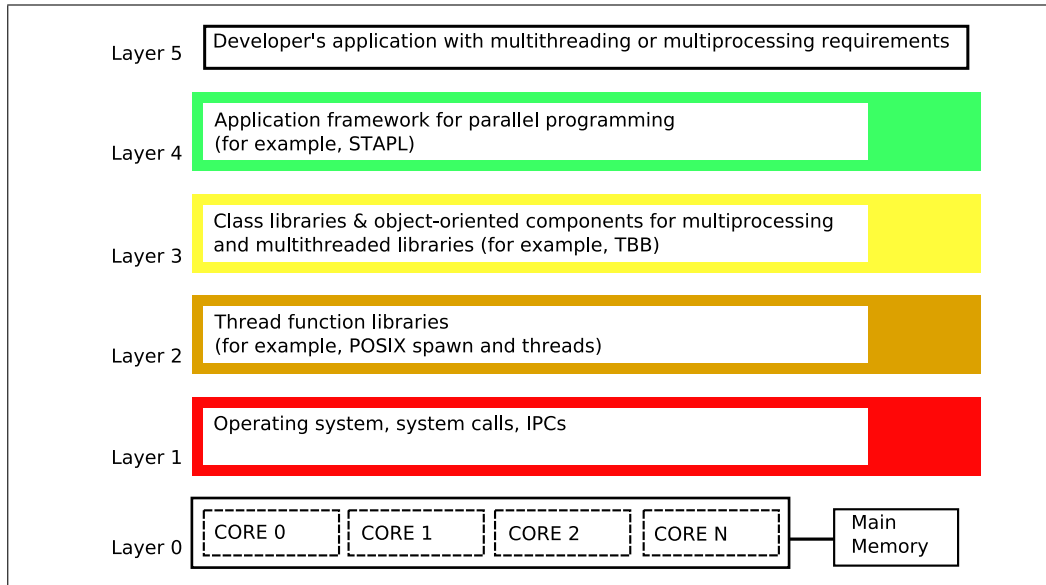 Layer 5
Developer's application with multithreading or multiprocessing requirements
Layer 4
Application framework for parallel programming
(for example, STAPL)
Layer 3
Class libraries & object-oriented components for multiprocessing
and multithreaded libraries (for example, TBB)
Layer 2
Thread function libraries
(for example, POSIX spawn and threads)
Layer 1
Operating system, system calls, IPCs
Layer 0
CORE 0
CORE 1
CORE 2
CORE N
Main
Memory